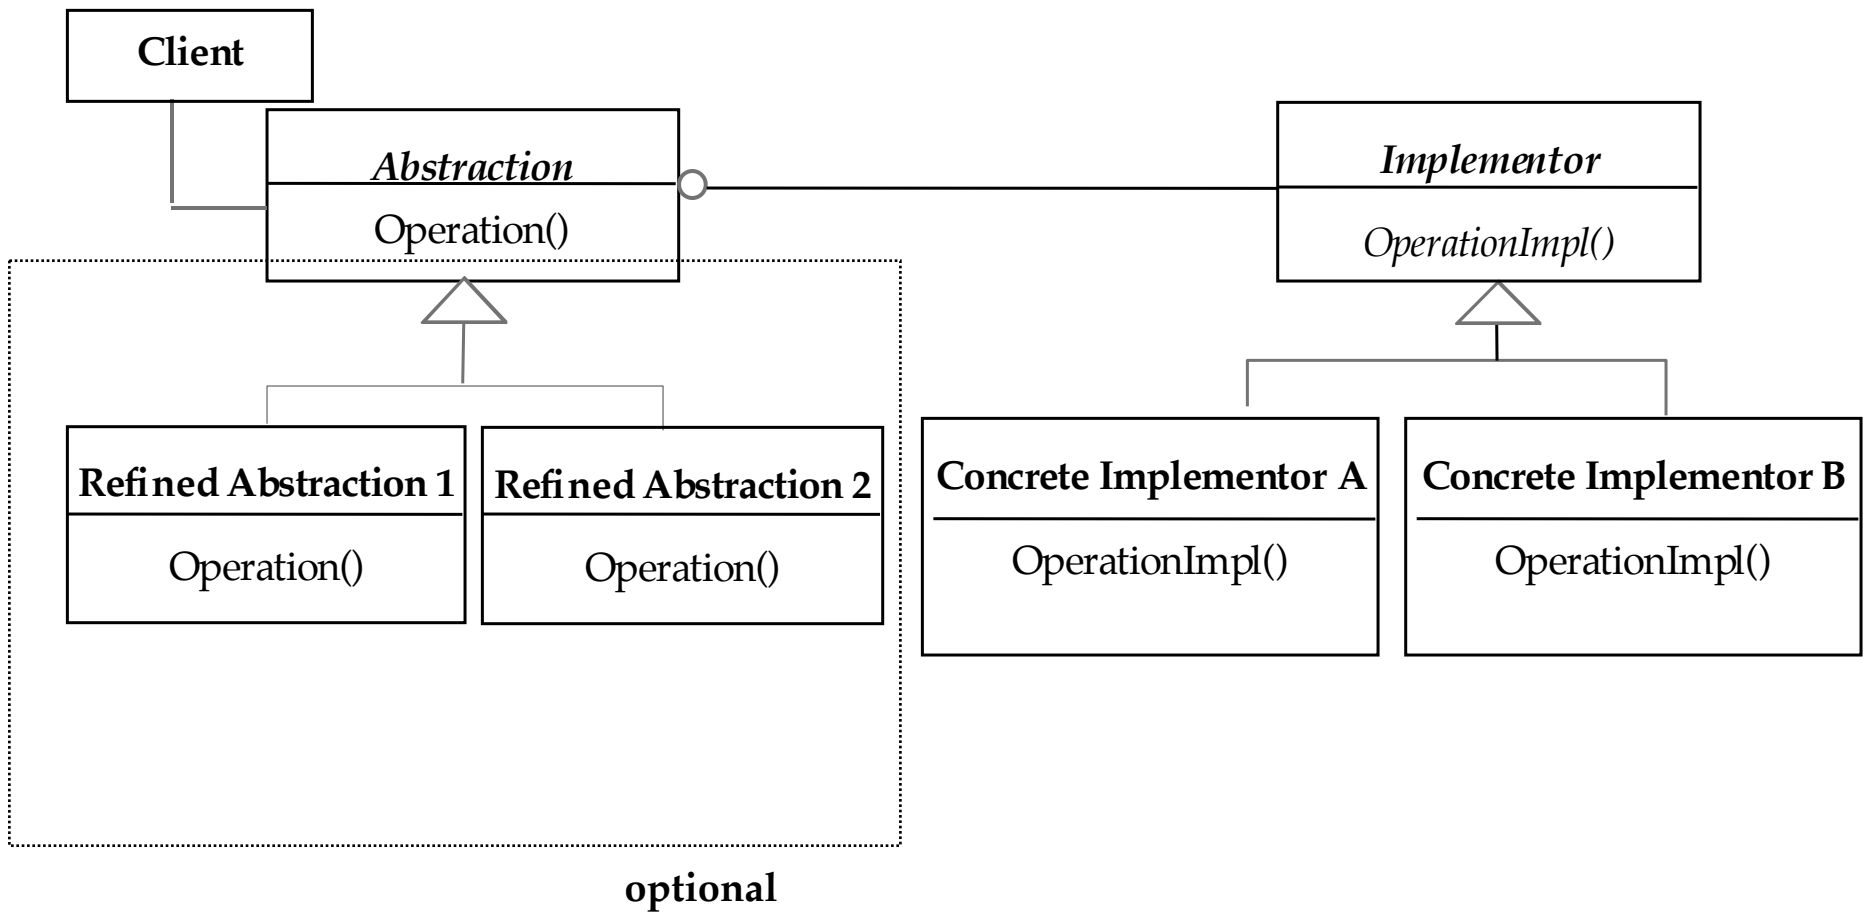 Client
Abstraction
Operation()
Implementor
OperationImpl()
Refined Abstraction 1
Operation()
Refined Abstraction 2
Operation()
Concrete Implementor A
OperationImpl()
Concrete Implementor B
OperationImpl()
optional